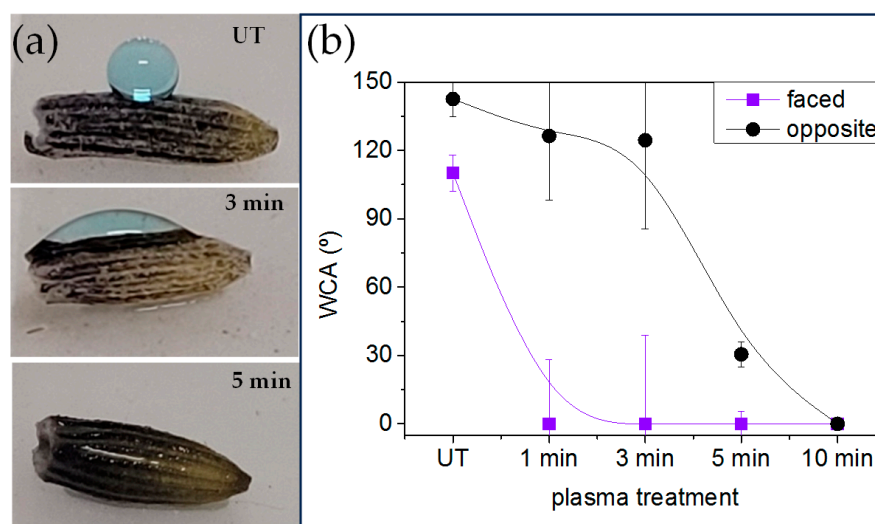 (a)
UT
3 min
5 min
(b)
150
120
90
60
30
0
WCA (º)
faced
opposite
UT 1 min 3 min 5 min 10 min
plasma treatment